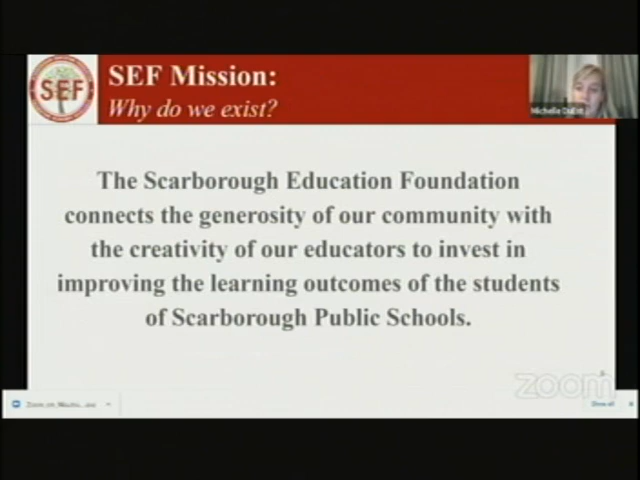 SEF
SEF Mission:
Why do we exist?
The Scarborough Education Foundation
connects the generosity of our community with
the creativity of our educators to invest in
improving the learning outcomes of the students
of Scarborough Public Schools.
zoom
Show all